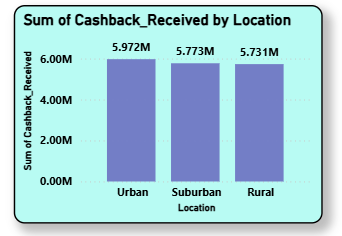 Sum of Cashback_Received by Location
5.972M
5.773M
5.731M
6.00M
4.00M
2.00M
0.00M
Sum of Cashback_Received
Urban
Suburban
Rural
Location